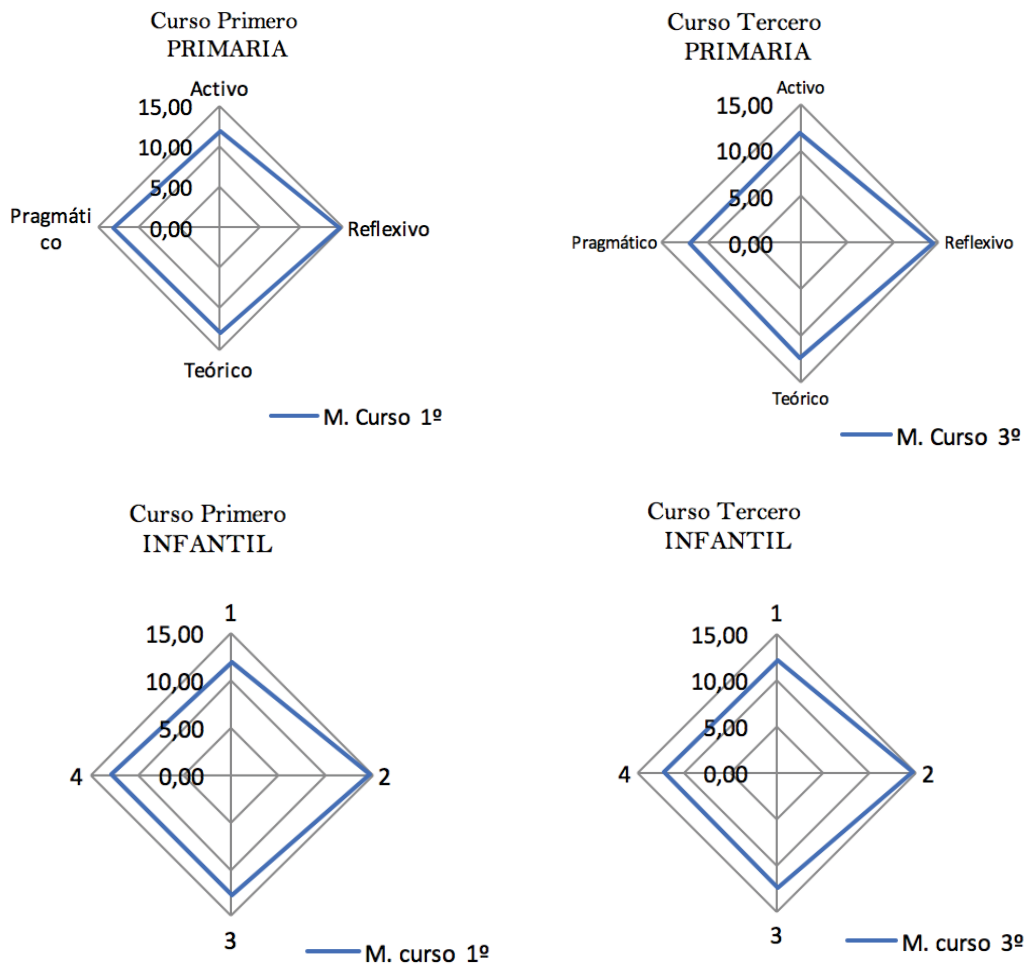 Curso Primero
PRIMARIA
Activo
15,00
10,00
5,00
0,00
Pragmáti
co
Reflexivo
Teórico
M. Curso 1º
Curso Tercero
PRIMARIA
Activo
15,00
10,00
5,00
0,00
Pragmático
Reflexivo
Teórico
M. Curso 3º
Curso Primero
INFANTIL
1
15,00
10,00
5,00
0,00
4
2
3
M. curso 1º
Curso Tercero
INFANTIL
1
15,00
10,00
5,00
0,00
4
2
3
M. curso 3º